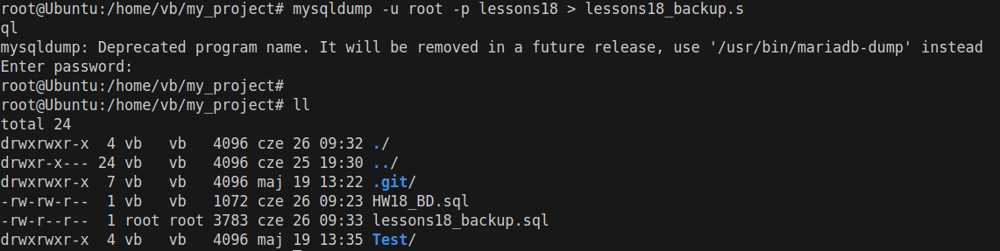 root@Ubuntu:/home/vb/my_project# mysqldump -u root -p lessons18 > lessons18_backup.s
ql
mysqldump: Deprecated program name. It will be removed in a future release, use '/usr/bin/mariadb-dump' instead
Enter password:
root@Ubuntu:/home/vb/my_project#
root@Ubuntu:/home/vb/my_project# ll
total 24
drwxrwxr-x  4 vb   vb   4096 cze 26 09:32 ./
drwxr-x--- 24 vb   vb   4096 cze 25 19:30 ../
drwxrwxr-x  7 vb   vb   4096 maj 19 13:22 .git/
-rw-rw-r--  1 vb   vb   1072 cze 26 09:23 HW18_BD.sql
-rw-r--r--  1 root root 3783 cze 26 09:33 lessons18_backup.sql
drwxrwxr-x  4 vb   vb   4096 maj 19 13:35 Test/